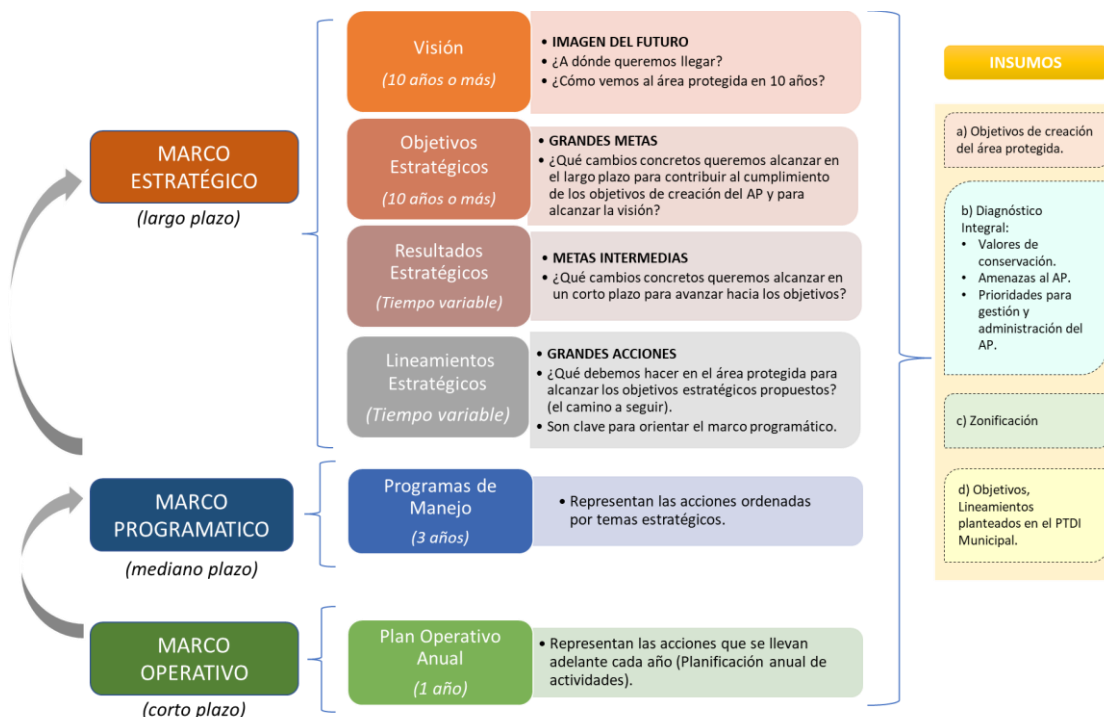 MARCO
ESTRATÉGICO
(largo plazo)
Visión
(10 años o más)
• IMAGEN DEL FUTURO
• ¿A dónde queremos llegar?
• ¿Cómo vemos al área protegida en 10 años?
Objetivos
Estratégicos
(10 años o más)
GRANDES METAS
• ¿Qué cambios concretos queremos alcanzar en
el largo plazo para contribuir al cumplimiento
de los objetivos de creación del AP y para
alcanzar la visión?
Resultados
Estratégicos
(Tiempo variable)
• METAS INTERMEDIAS
• ¿Qué cambios concretos queremos alcanzar en
un corto plazo para avanzar hacia los objetivos?
Lineamientos
Estratégicos
(Tiempo variable)
• GRANDES ACCIONES
• ¿Qué debemos hacer en el área protegida para
alcanzar los objetivos estratégicos propuestos?
(el camino a seguir).
• Son clave para orientar el marco programático.
MARCO
PROGRAMATICO
(mediano plazo)
Programas de
Manejo
(3 años)
• Representan las acciones ordenadas
por temas estratégicos.
MARCO
OPERATIVO
(corto plazo)
Plan Operativo
Anual
(1 año)
• Representan las acciones que se llevan
adelante cada año (Planificación anual de
actividades).
INSUMOS
a) Objetivos de creación
del área protegida.
b) Diagnóstico
Integral:
• Valores de
conservación.
• Amenazas al AP.
• Prioridades para
gestión y
administración del
AP.
c) Zonificación
d) Objetivos,
Lineamientos
planteados en el PTDI
Municipal.